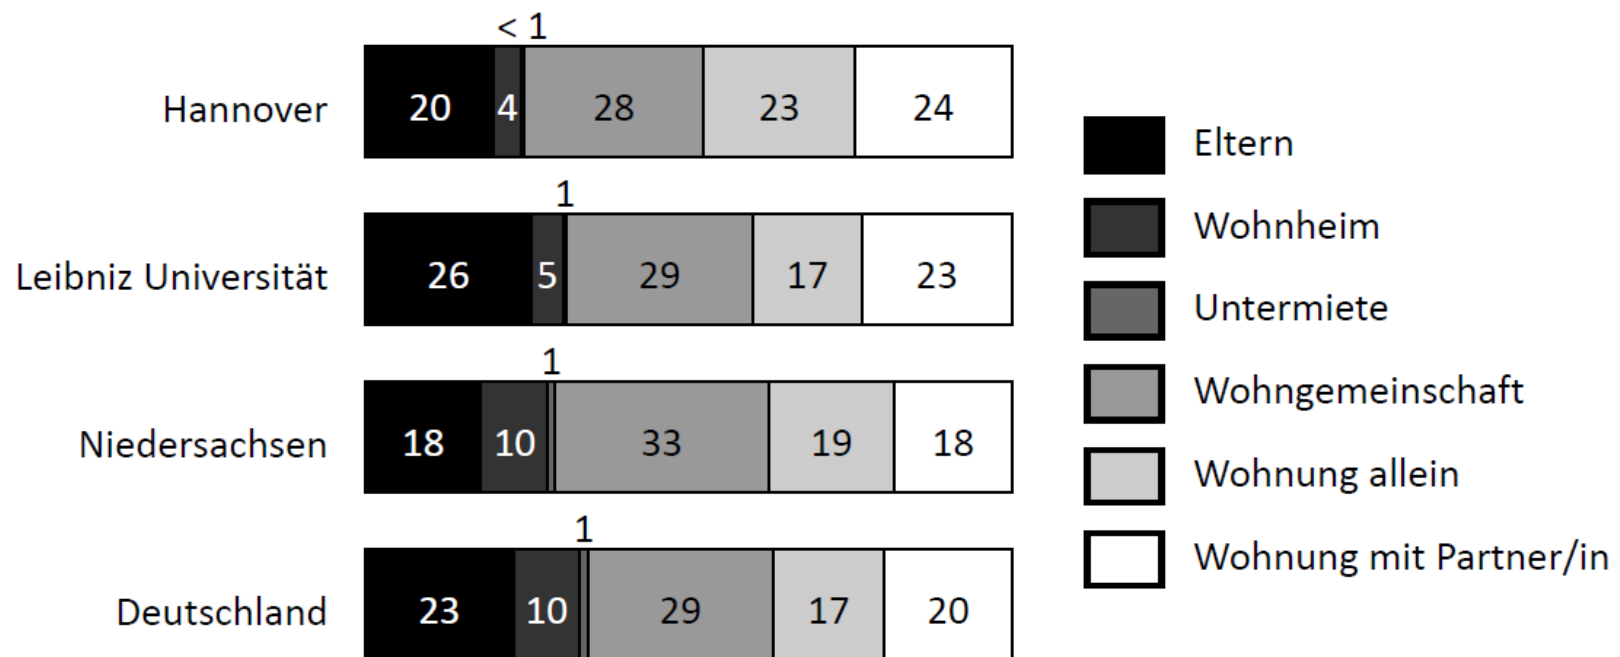 < 1
Hannover 20 4 28 23 24
1
Leibniz Universität 26 5 29 17 23
1
Niedersachsen 18 10 33 19 18
1
Deutschland 23 10 29 17 20
Eltern
Wohnheim
Untermiete
Wohngemeinschaft
Wohnung allein
Wohnung mit Partner/in